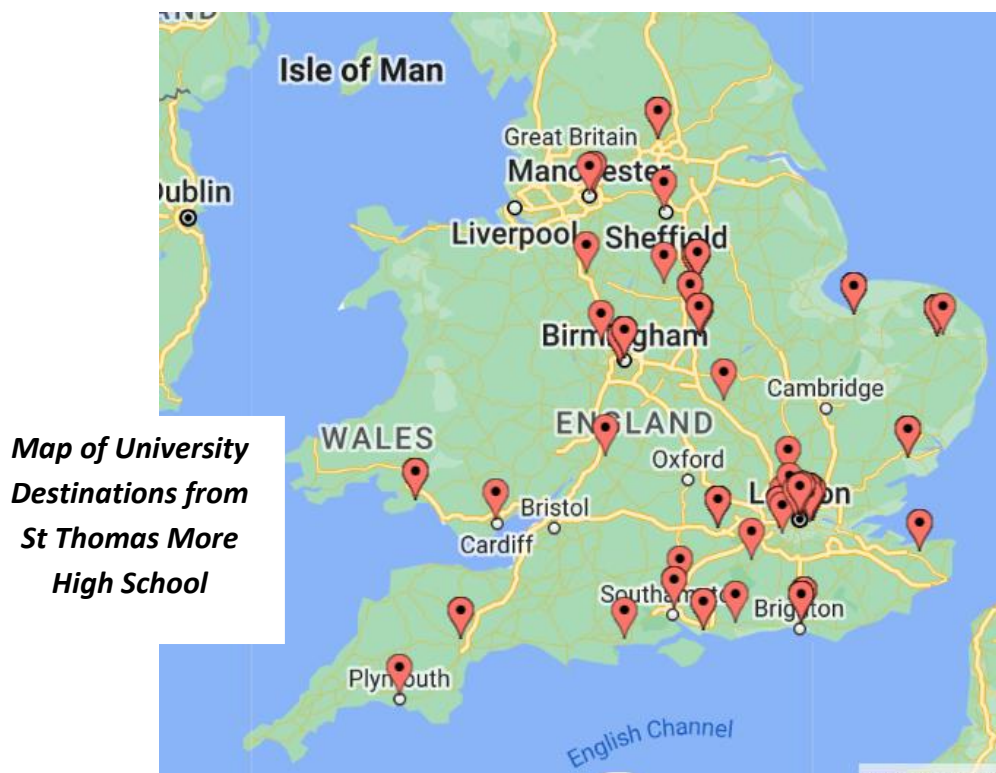 AND
Isle of Man
Great Britain
Manchester
Dublin
Liverpool
Sheffield
Birmingham
Cambridge
WALES
ENGLAND
Oxford
London
Bristol
Cardiff
Southampton
Brighton
Plymouth
English Channel
Map of University
Destinations from
St Thomas More
High School